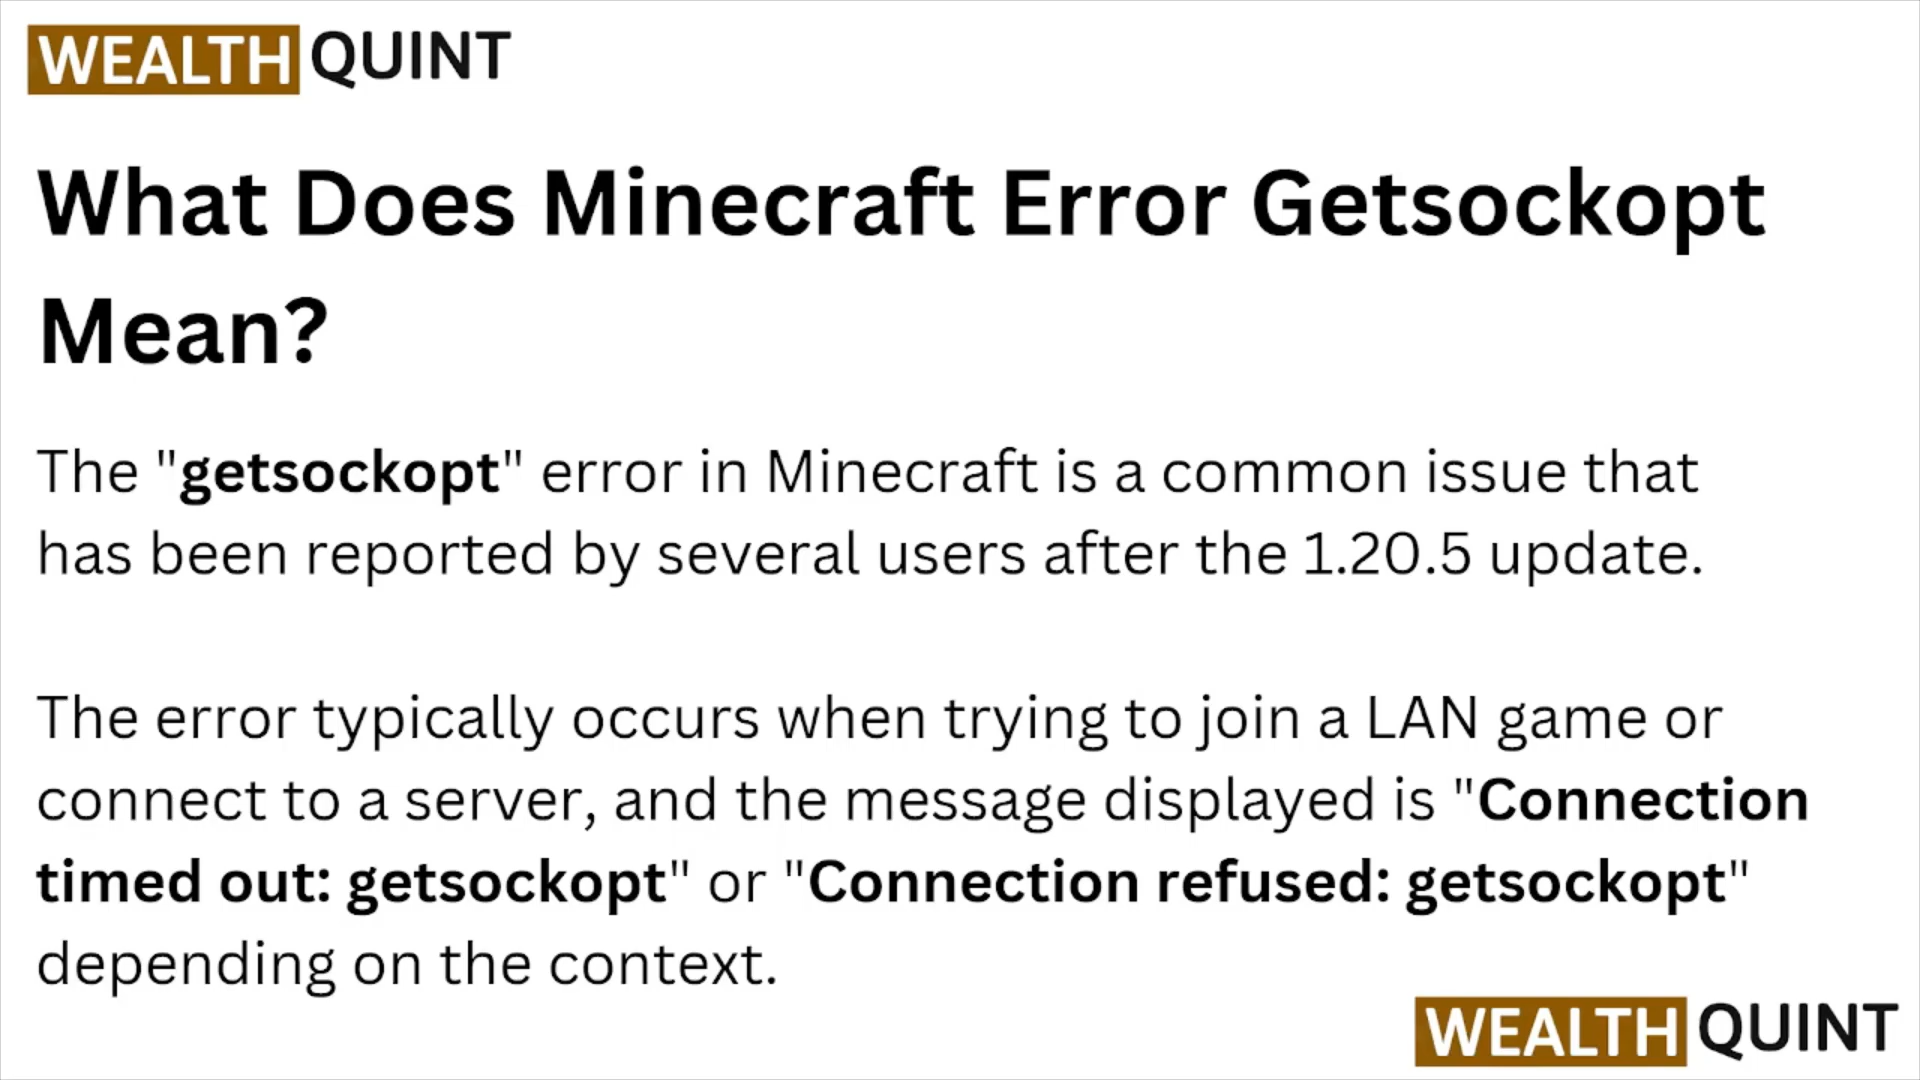 WEALTH QUINT
What Does Minecraft Error Getsockopt
Mean?
The "getsockopt" error in Minecraft is a common issue that
has been reported by several users after the 1.20.5 update.
The error typically occurs when trying to join a LAN game or
connect to a server, and the message displayed is "Connection
timed out: getsockopt" or "Connection refused: getsockopt"
depending on the context.
WEALTH QUINT